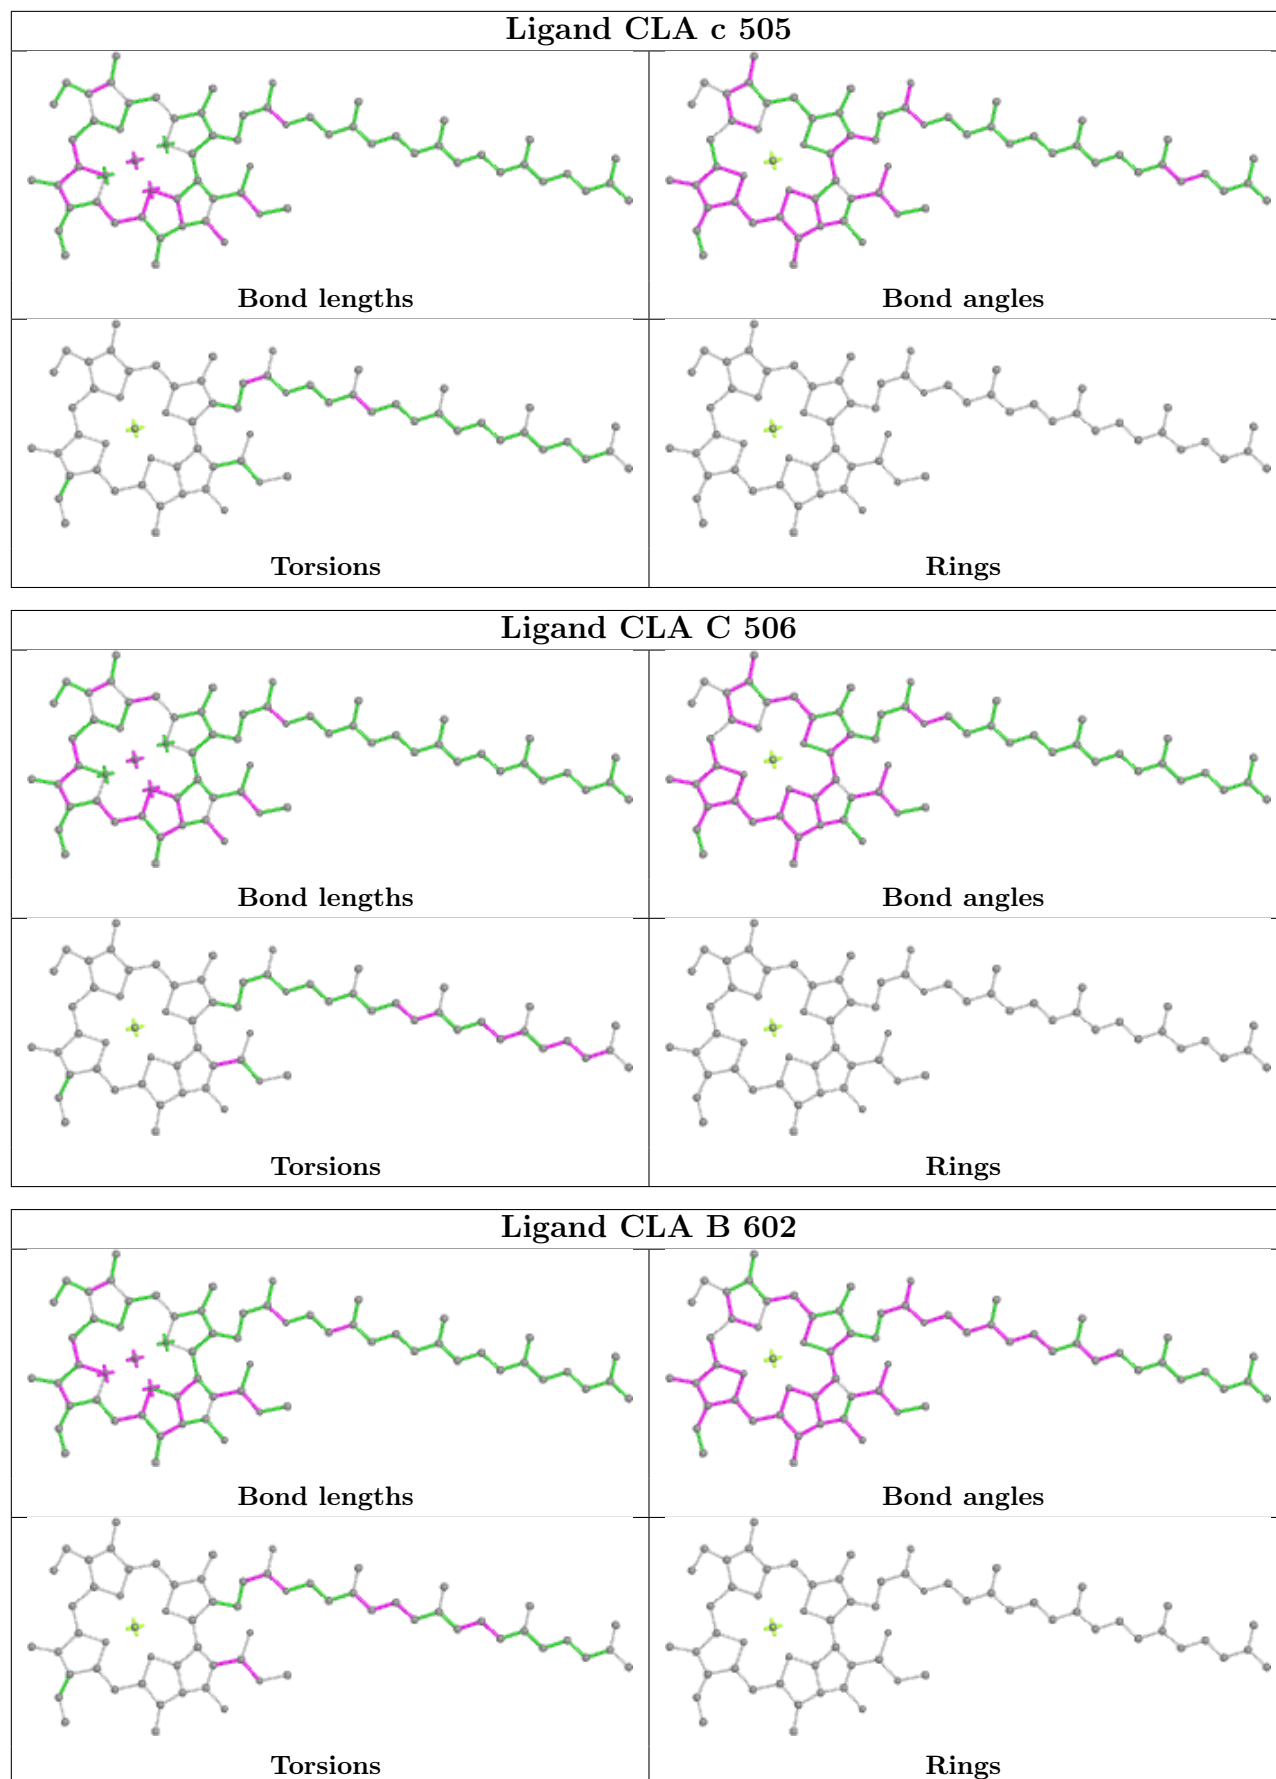 Ligand CLA c 505
Bond lengths
Bond angles
Torsions
Rings
Ligand CLA C 506
Bond lengths
Bond angles
Torsions
Rings
Ligand CLA B 602
Bond lengths
Bond angles
Torsions
Rings